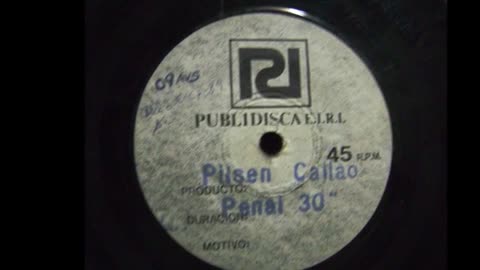 PUBLIDISCA E.I.R.L
45 R.P.M.
Pilsen Callao
PRODUCTO:
Penal 30"
DURACION:
MOTIVO: